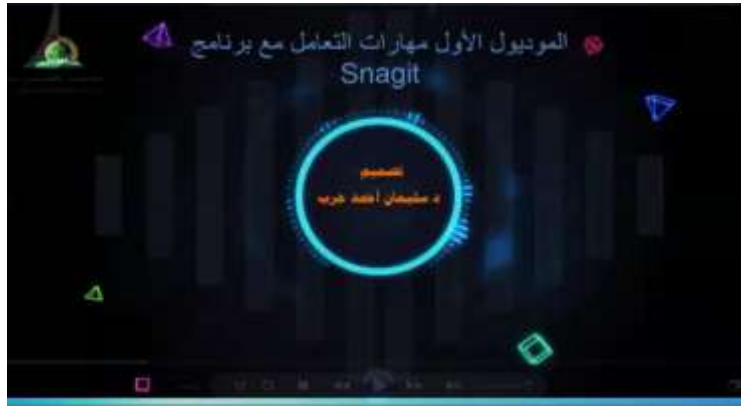 الموديول الأول مهارات التعامل مع برنامج
Snagit
تصميم
د سليمان أحمد حرب